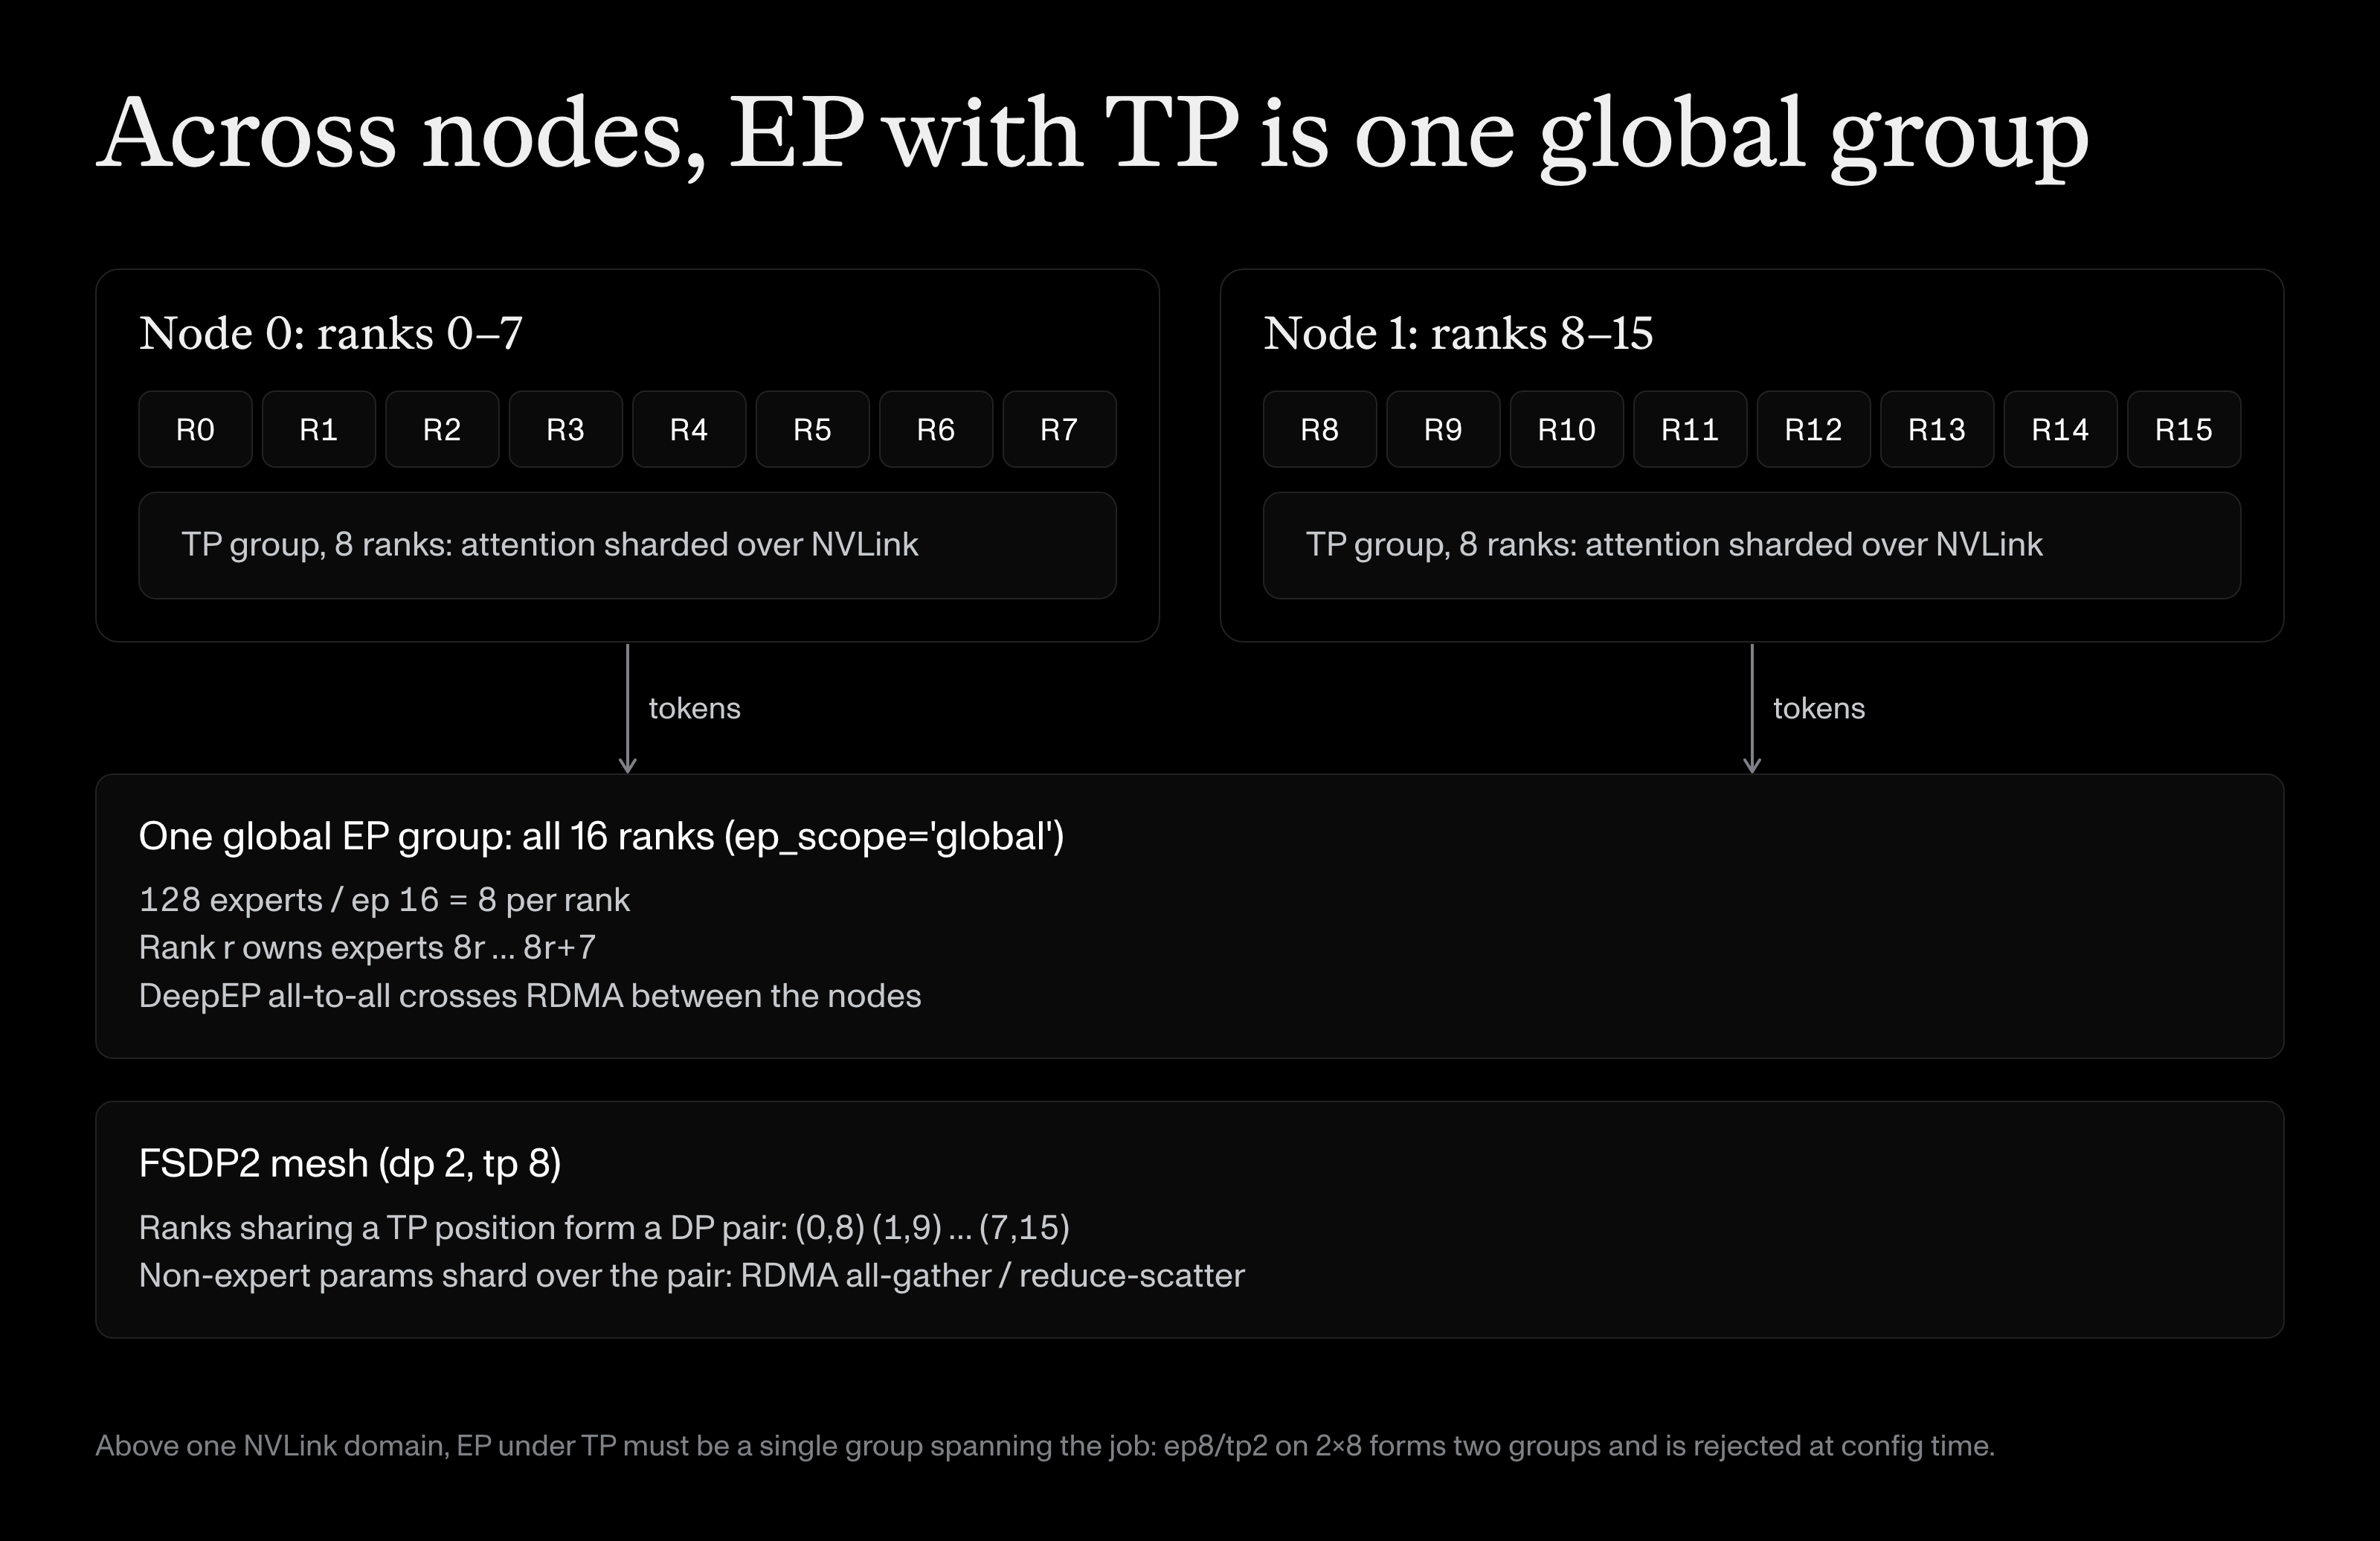 Across nodes, EP with TP is one global group
Node 0: ranks 0–7
R0 R1 R2 R3 R4 R5 R6 R7
TP group, 8 ranks: attention sharded over NVLink
Node 1: ranks 8–15
R8 R9 R10 R11 R12 R13 R14 R15
TP group, 8 ranks: attention sharded over NVLink
tokens
tokens
One global EP group: all 16 ranks (ep_scope='global')
128 experts / ep 16 = 8 per rank
Rank r owns experts 8r ... 8r+7
DeepEP all-to-all crosses RDMA between the nodes
FSDP2 mesh (dp 2, tp 8)
Ranks sharing a TP position form a DP pair: (0,8) (1,9) ... (7,15)
Non-expert params shard over the pair: RDMA all-gather / reduce-scatter
Above one NVLink domain, EP under TP must be a single group spanning the job: ep8/tp2 on 2×8 forms two groups and is rejected at config time.